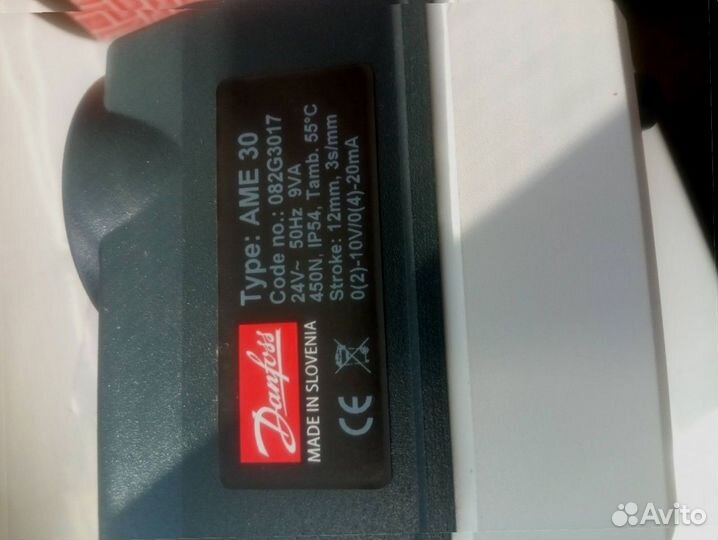 Type: AME 30
Code no.: 082G3017
24V~ 50Hz 9VA
450N, IP54, Tamb. 55°C
Stroke: 12mm, 3s/mm
0(2)-10V/0(4)-20mA
Danfoss
MADE IN SLOVENIA
CE
Avito